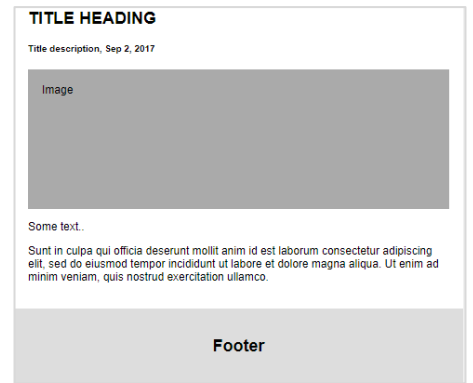 TITLE HEADING
Title description, Sep 2, 2017
Image
Some text..
Sunt in culpa qui officia deserunt mollit anim id est laborum consectetur adipiscing
elit, sed do eiusmod tempor incididunt ut labore et dolore magna aliqua. Ut enim ad
minim veniam, quis nostrud exercitation ullamco.
Footer